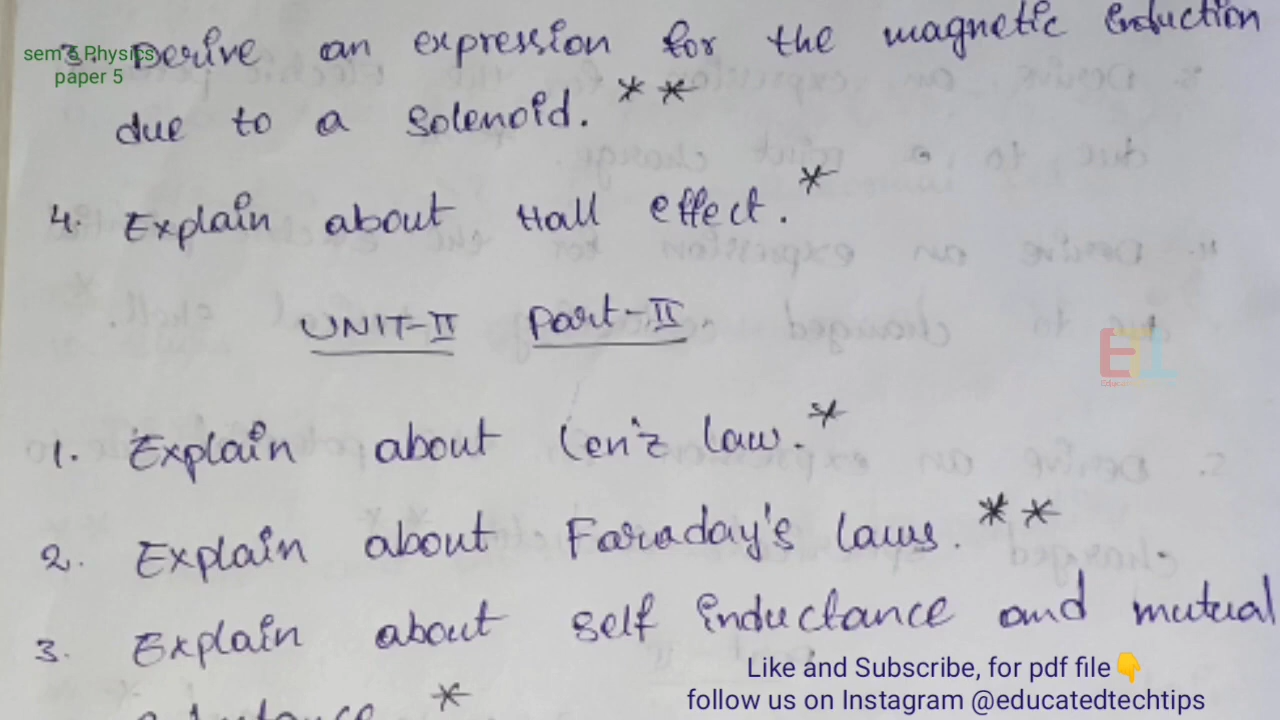 3. Derive an expression for the magnetic induction
sem 5 Physics
paper 5
due to a solenoid. **
4. Explain about Hall effect. *
UNIT-II Part-II
1. Explain about Len'z law. *
2. Explain about Faraday's laws. **
3. Explain about self inductance and mutual
Like and Subscribe, for pdf file👇
follow us on Instagram @educatedtechtips
*